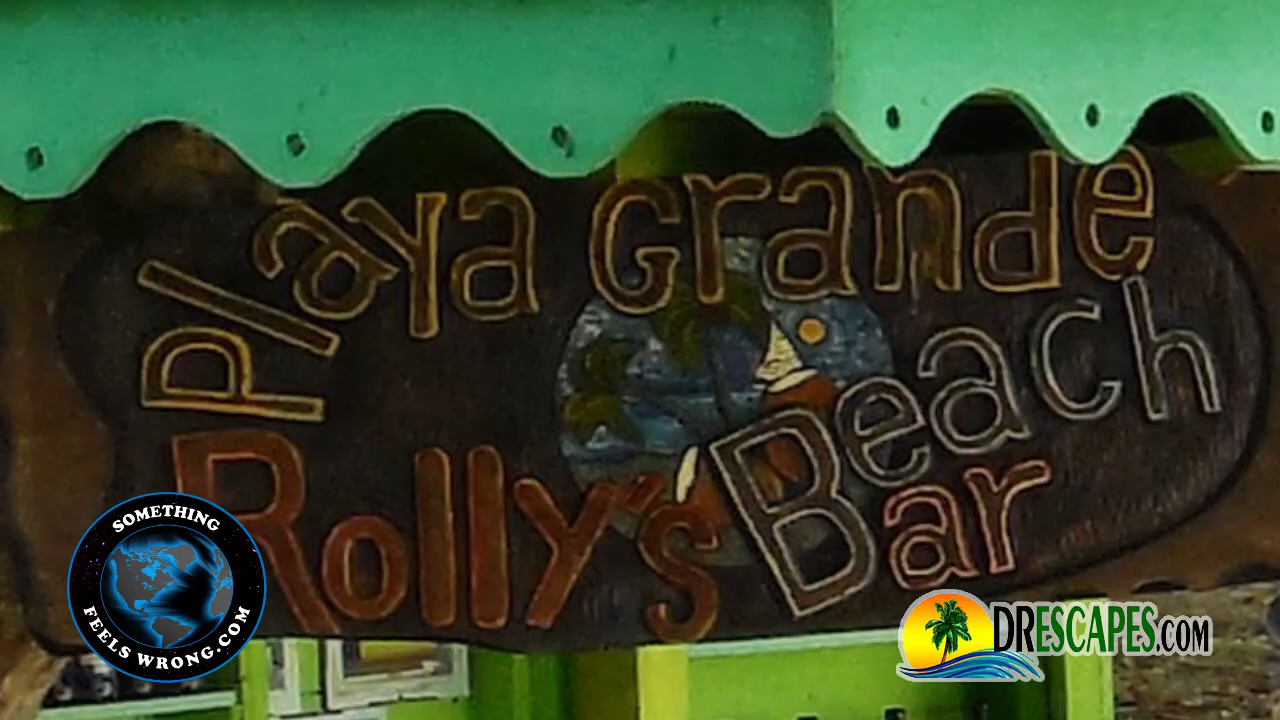 Playa Grande
Beach
Rolly's Bar
SOMETHING
FEELS WRONG.COM
DRESCAPES.COM